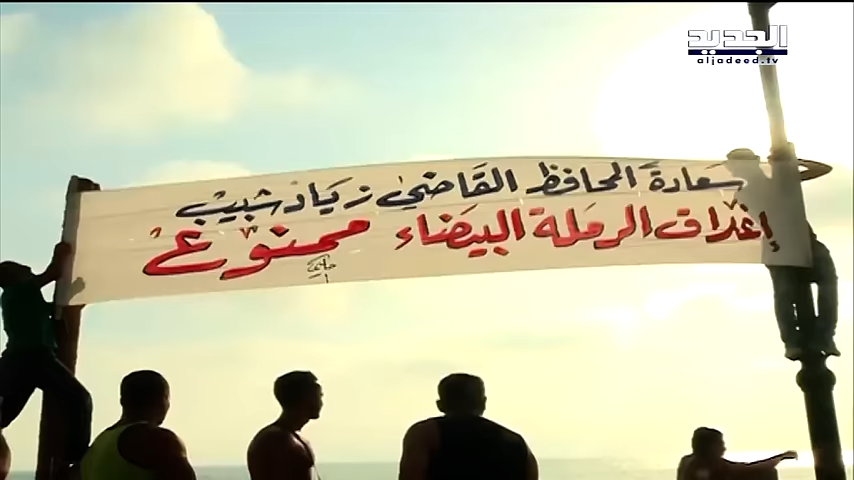 الجديد
aljadeed.tv
سعادة المحافظ القاضي زياد شبيب
إغلاق الرملة البيضاء ممنوع